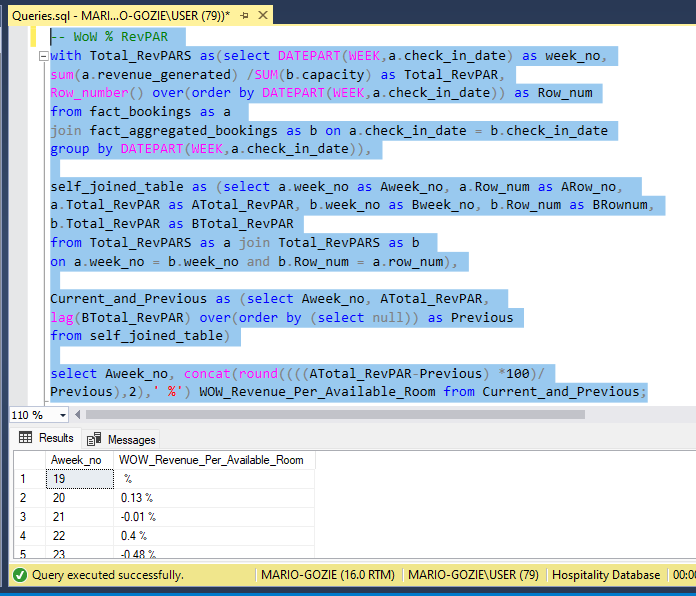 Queries.sql - MARI...O-GOZIE\USER (79))*
-- WoW % RevPAR
with Total_RevPARS as(select DATEPART(WEEK,a.check_in_date) as week_no,
sum(a.revenue_generated) /SUM(b.capacity) as Total_RevPAR,
Row_number() over(order by DATEPART(WEEK,a.check_in_date)) as Row_num
from fact_bookings as a
join fact_aggregated_bookings as b on a.check_in_date = b.check_in_date
group by DATEPART(WEEK,a.check_in_date)),
self_joined_table as (select a.week_no as Aweek_no, a.Row_num as ARow_no,
a.Total_RevPAR as ATotal_RevPAR, b.week_no as Bweek_no, b.Row_num as BRownum,
b.Total_RevPAR as BTotal_RevPAR
from Total_RevPARS as a join Total_RevPARS as b
on a.week_no = b.week_no and b.Row_num = a.row_num),
Current_and_Previous as (select Aweek_no, ATotal_RevPAR,
lag(BTotal_RevPAR) over(order by (select null)) as Previous
from self_joined_table)
select Aweek_no, concat(round((((ATotal_RevPAR-Previous) *100)/
Previous),2),' %') WOW_Revenue_Per_Available_Room from Current_and_Previous;
110 %
Results Messages
Aweek_no WOW_Revenue_Per_Available_Room
1 19 %
2 20 0.13 %
3 21 -0.01 %
4 22 0.4 %
5 23 -0.48 %
Query executed successfully. MARIO-GOZIE (16.0 RTM) MARIO-GOZIE\USER (79) Hospitality Database 00:0